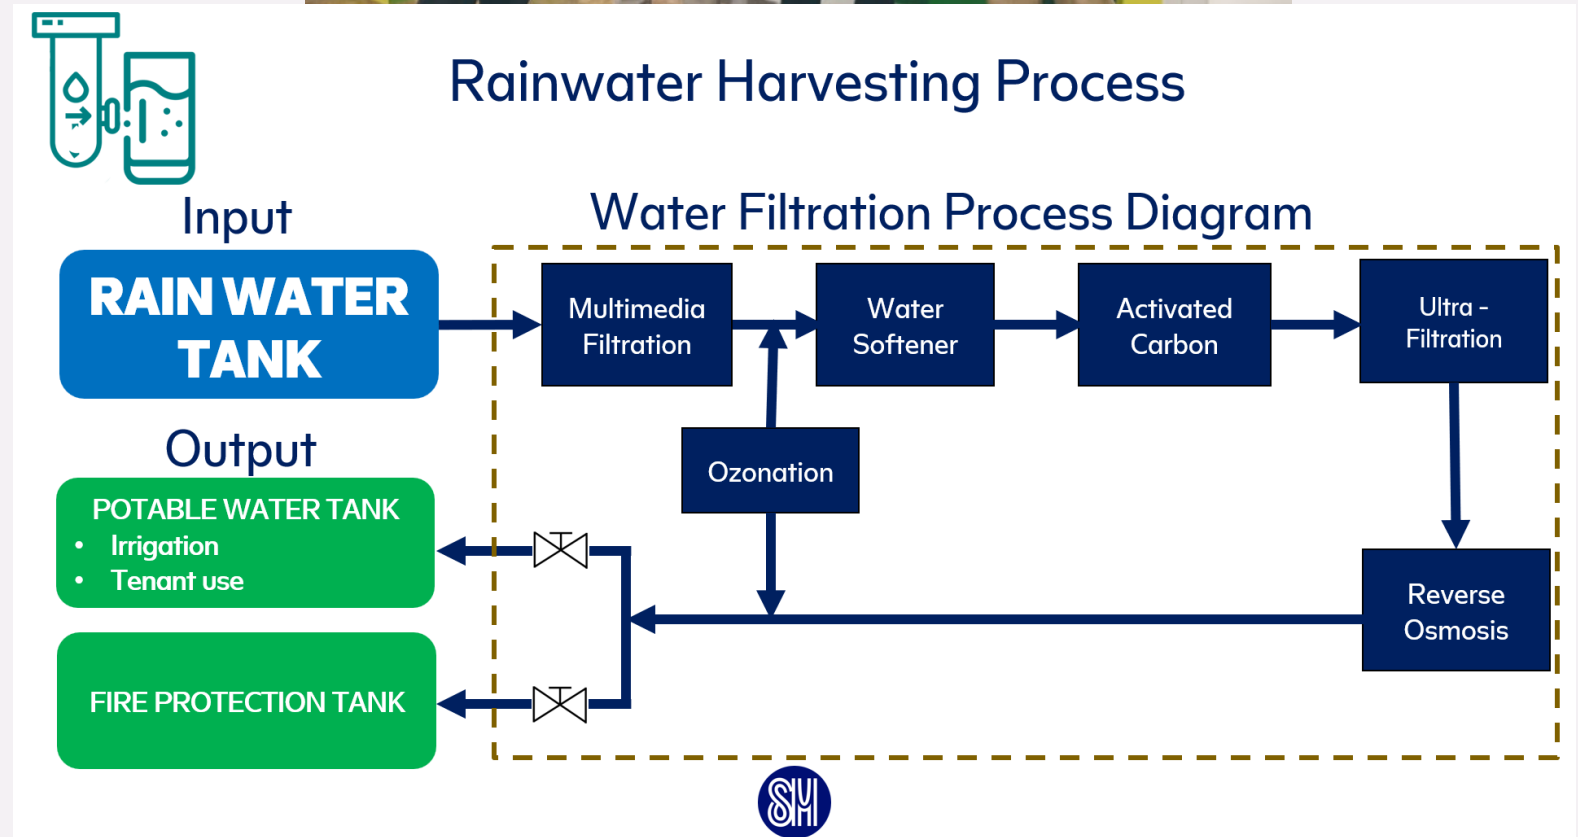 Rainwater Harvesting Process
Input
Water Filtration Process Diagram
RAIN WATER
TANK
Multimedia
Filtration
Water
Softener
Activated
Carbon
Ultra -
Filtration
Output
Ozonation
POTABLE WATER TANK
• Irrigation
• Tenant use
Reverse
Osmosis
FIRE PROTECTION TANK
SM